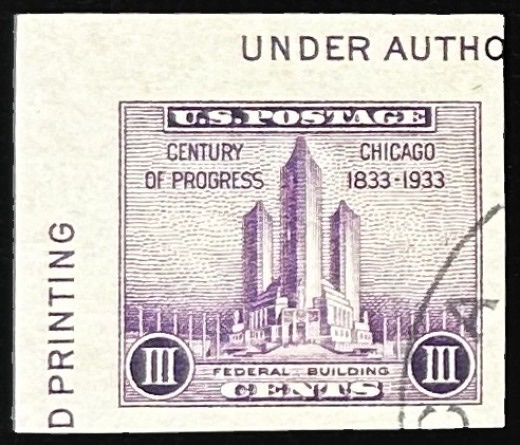 UNDER AUTHO
D PRINTING
U.S. POSTAGE
CENTURY
OF PROGRESS
CHICAGO
1833-1933
FEDERAL BUILDING
III
CENTS
III
A